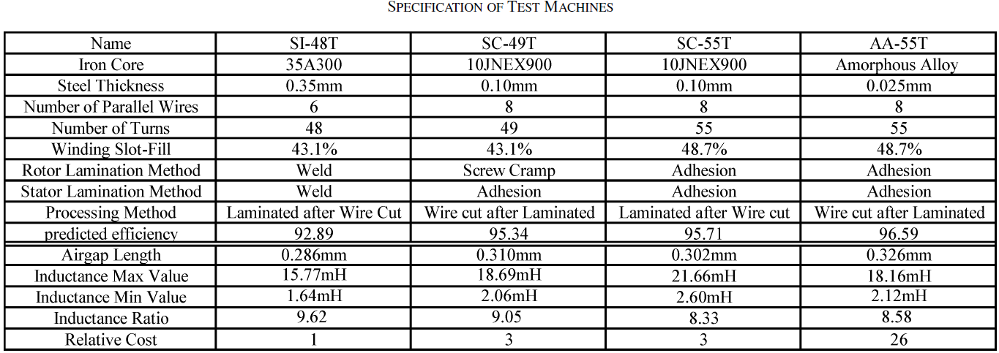 SPECIFICATION OF TEST MACHINES
Name SI-48T SC-49T SC-55T AA-55T
Iron Core 35A300 10JNEX900 10JNEX900 Amorphous Alloy
Steel Thickness 0.35mm 0.10mm 0.10mm 0.025mm
Number of Parallel Wires 6 8 8 8
Number of Turns 48 49 55 55
Winding Slot-Fill 43.1% 43.1% 48.7% 48.7%
Rotor Lamination Method Weld Screw Cramp Adhesion Adhesion
Stator Lamination Method Weld Adhesion Adhesion Adhesion
Processing Method Laminated after Wire Cut Wire cut after Laminated Laminated after Wire cut Wire cut after Laminated
predicted efficiency 92.89 95.34 95.71 96.59
Airgap Length 0.286mm 0.310mm 0.302mm 0.326mm
Inductance Max Value 15.77mH 18.69mH 21.66mH 18.16mH
Inductance Min Value 1.64mH 2.06mH 2.60mH 2.12mH
Inductance Ratio 9.62 9.05 8.33 8.58
Relative Cost 1 3 3 26